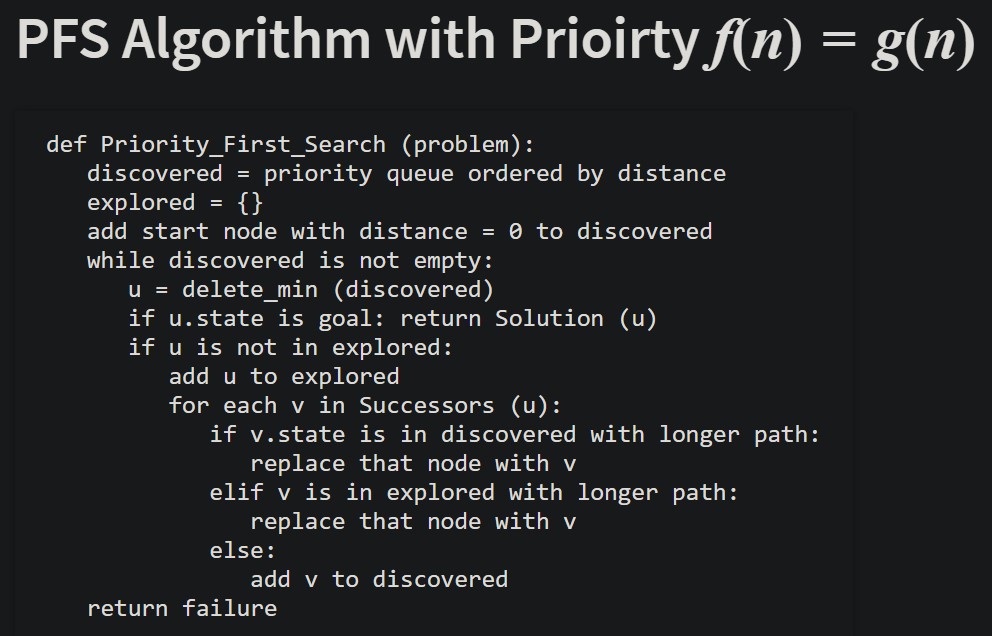 PFS Algorithm with Prioirty f(n) = g(n)
def Priority_First_Search (problem):
   discovered = priority queue ordered by distance
   explored = {}
   add start node with distance = 0 to discovered
   while discovered is not empty:
      u = delete_min (discovered)
      if u.state is goal: return Solution (u)
      if u is not in explored:
         add u to explored
         for each v in Successors (u):
            if v.state is in discovered with longer path:
               replace that node with v
            elif v is in explored with longer path:
               replace that node with v
            else:
               add v to discovered
   return failure